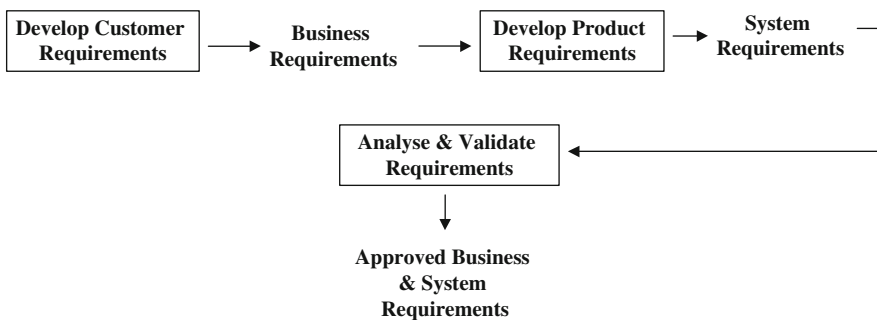 Develop Customer
Requirements
Business
Requirements
Develop Product
Requirements
System
Requirements
Analyse & Validate
Requirements
Approved Business
& System
Requirements